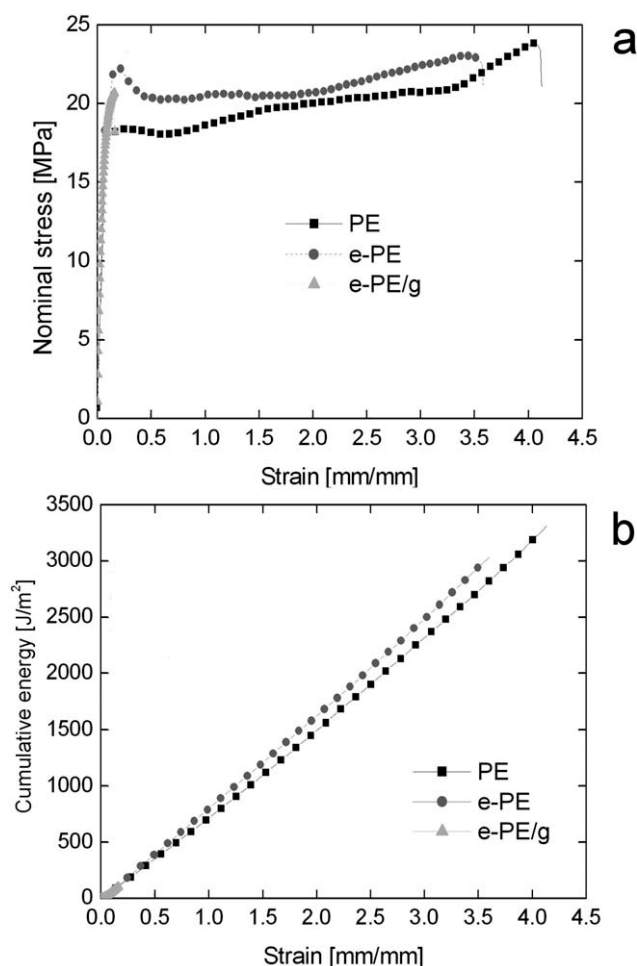 a
25
20
15
10
5
0
Nominal stress [MPa]
PE
e-PE
e-PE/g
0.0 0.5 1.0 1.5 2.0 2.5 3.0 3.5 4.0 4.5
Strain [mm/mm]
b
3500
3000
2500
2000
1500
1000
500
0
Cumulative energy [J/m²]
PE
e-PE
e-PE/g
0.0 0.5 1.0 1.5 2.0 2.5 3.0 3.5 4.0 4.5
Strain [mm/mm]